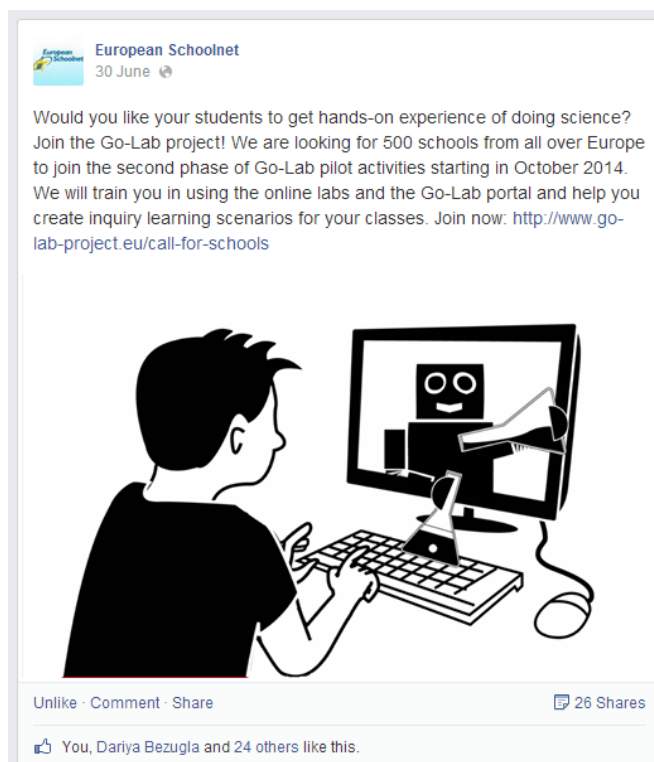 European
Schoolnet
European Schoolnet
30 June
Would you like your students to get hands-on experience of doing science?
Join the Go-Lab project! We are looking for 500 schools from all over Europe
to join the second phase of Go-Lab pilot activities starting in October 2014.
We will train you in using the online labs and the Go-Lab portal and help you
create inquiry learning scenarios for your classes. Join now: http://www.go-
lab-project.eu/call-for-schools
Unlike · Comment · Share
26 Shares
You, Dariya Bezugla and 24 others like this.